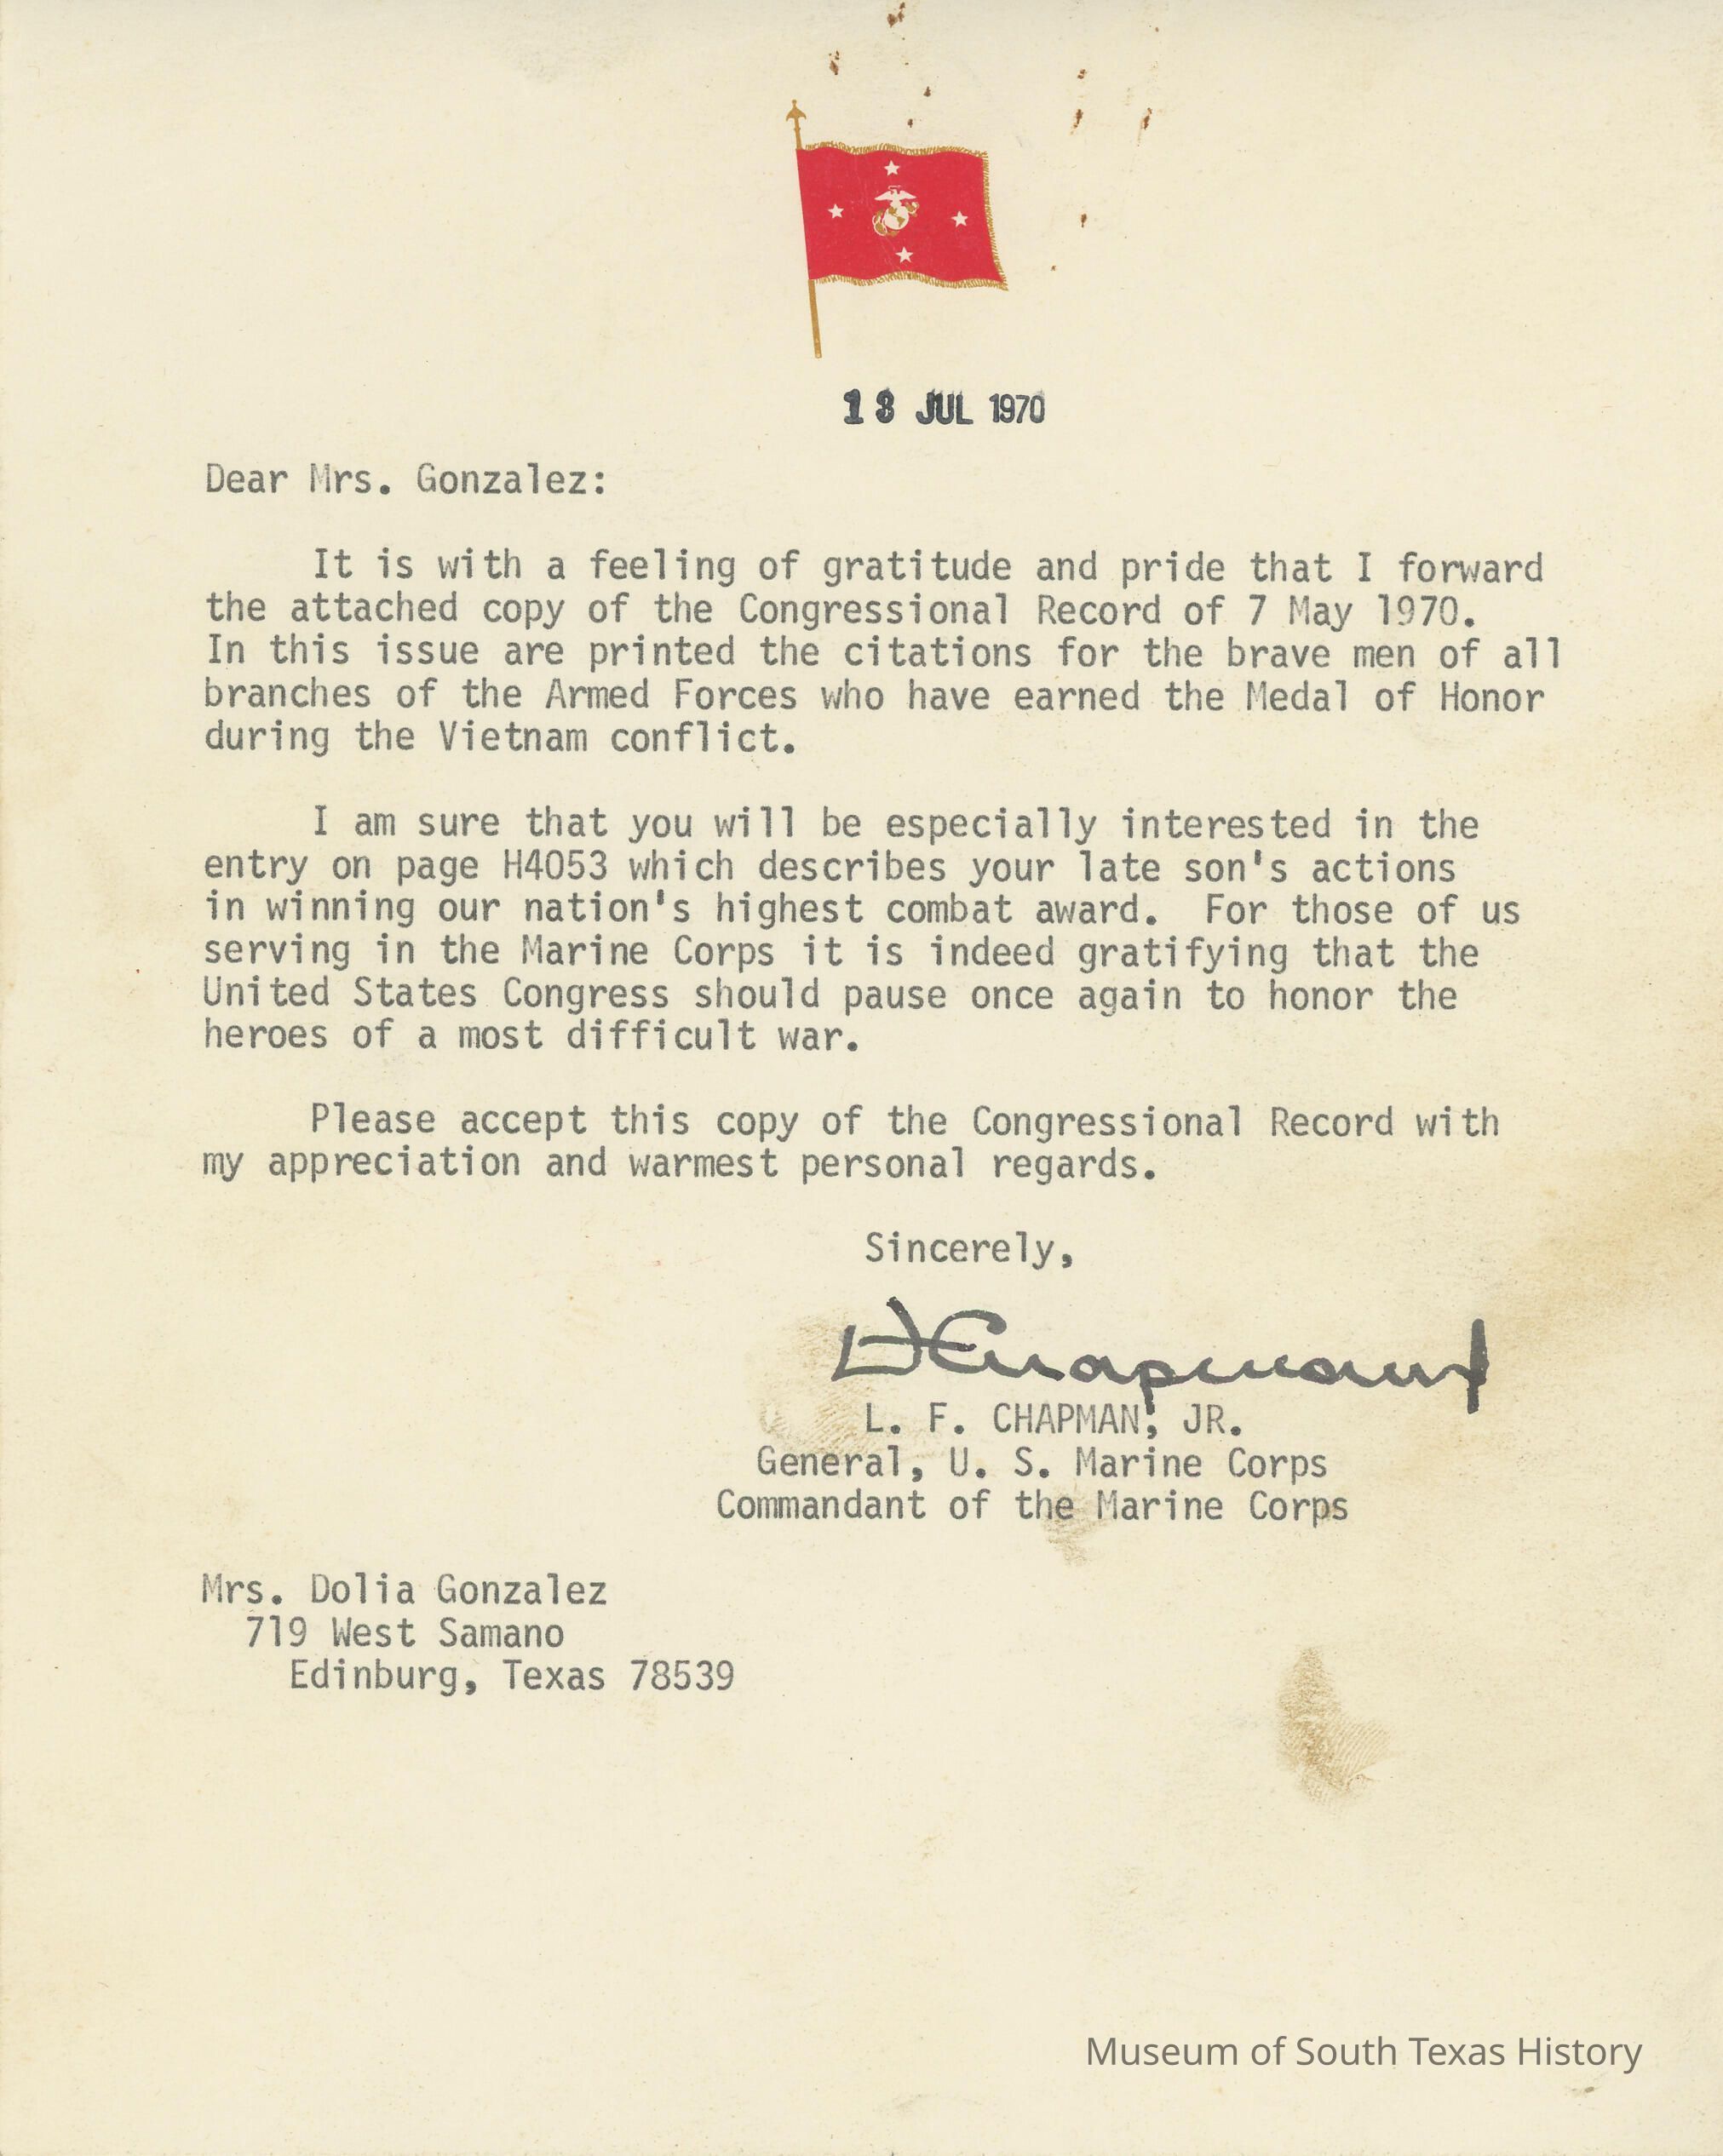 13 JUL 1970
Dear Mrs. Gonzalez:
It is with a feeling of gratitude and pride that I forward
the attached copy of the Congressional Record of 7 May 1970.
In this issue are printed the citations for the brave men of all
branches of the Armed Forces who have earned the Medal of Honor
during the Vietnam conflict.
I am sure that you will be especially interested in the
entry on page H4053 which describes your late son's actions
in winning our nation's highest combat award.  For those of us
serving in the Marine Corps it is indeed gratifying that the
United States Congress should pause once again to honor the
heroes of a most difficult war.
Please accept this copy of the Congressional Record with
my appreciation and warmest personal regards.
Sincerely,
LFChapman Jr
L. F. CHAPMAN, JR.
General, U. S. Marine Corps
Commandant of the Marine Corps
Mrs. Dolia Gonzalez
719 West Samano
Edinburg, Texas 78539
Museum of South Texas History